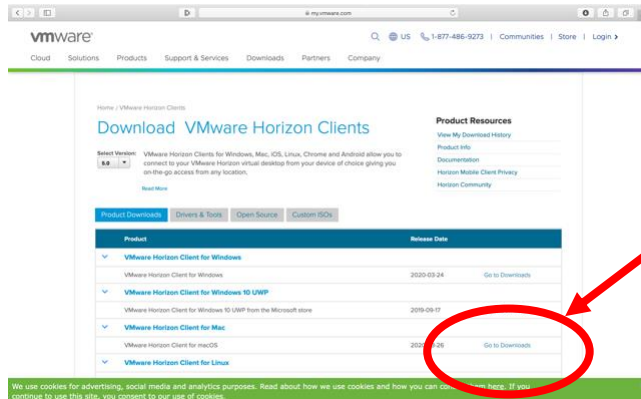 my.vmware.com
vmware
US 1-877-486-9273 | Communities | Store | Login >
Cloud Solutions Products Support & Services Downloads Partners Company
Home / VMware Horizon Clients
Download VMware Horizon Clients
Select Version:
5.0
VMware Horizon Clients for Windows, Mac, iOS, Linux, Chrome and Android allow you to
connect to your VMware Horizon virtual desktop from your device of choice giving you
on-the-go access from any location.
Read More
Product Resources
View My Download History
Product Info
Documentation
Horizon Mobile Client Privacy
Horizon Community
Product Downloads Drivers & Tools Open Source Custom ISOs
Product Release Date
VMware Horizon Client for Windows
VMware Horizon Client for Windows 2020-03-24 Go to Downloads
VMware Horizon Client for Windows 10 UWP
VMware Horizon Client for Windows 10 UWP from the Microsoft store 2019-09-17
VMware Horizon Client for Mac
VMware Horizon Client for macOS Go to Downloads
VMware Horizon Client for Linux
We use cookies for advertising, social media and analytics purposes. Read about how we use cookies and how you can them here. If you
continue to use this site, you consent to our use of cookies.